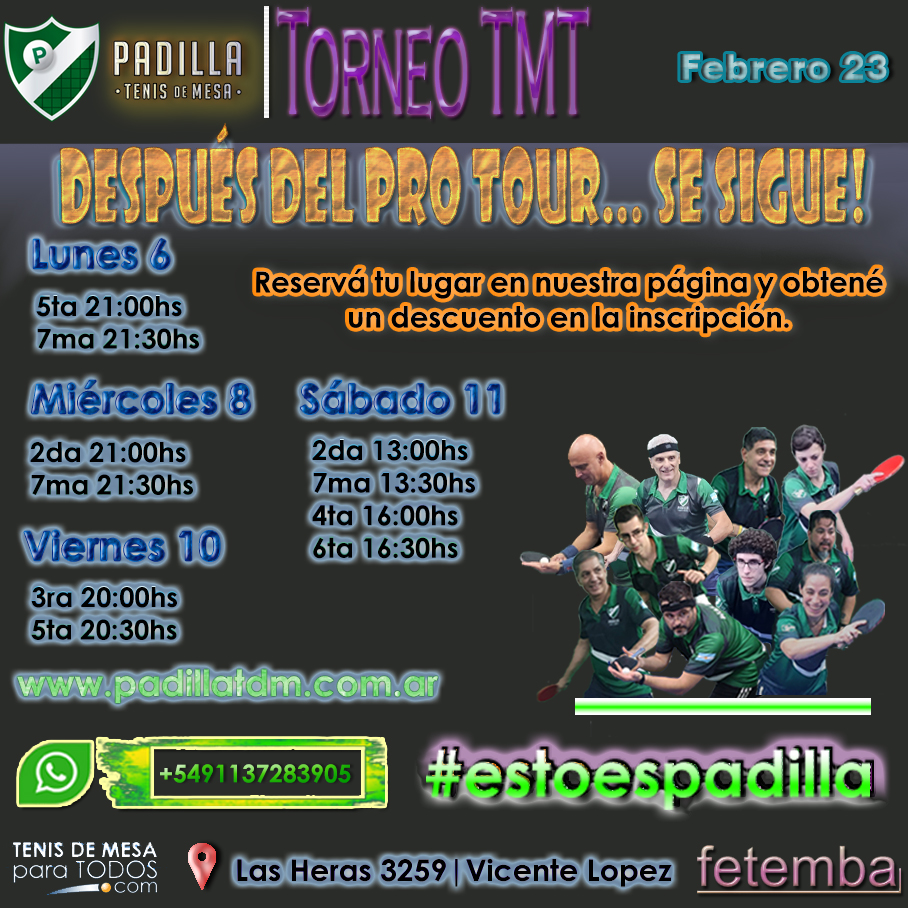 P
PADILLA
• TENIS DE MESA •
TORNEO TMT
Febrero 23
DESPUÉS DEL PRO TOUR... SE SIGUE!
Lunes 6
5ta 21:00hs
7ma 21:30hs
Reservá tu lugar en nuestra página y obtené
un descuento en la inscripción.
Miércoles 8
2da 21:00hs
7ma 21:30hs
Sábado 11
2da 13:00hs
7ma 13:30hs
4ta 16:00hs
6ta 16:30hs
Viernes 10
3ra 20:00hs
5ta 20:30hs
www.padillatdm.com.ar
+5491137283905
#estoespadilla
TENIS DE MESA
para TODOS
.com
Las Heras 3259|Vicente Lopez
fetemba